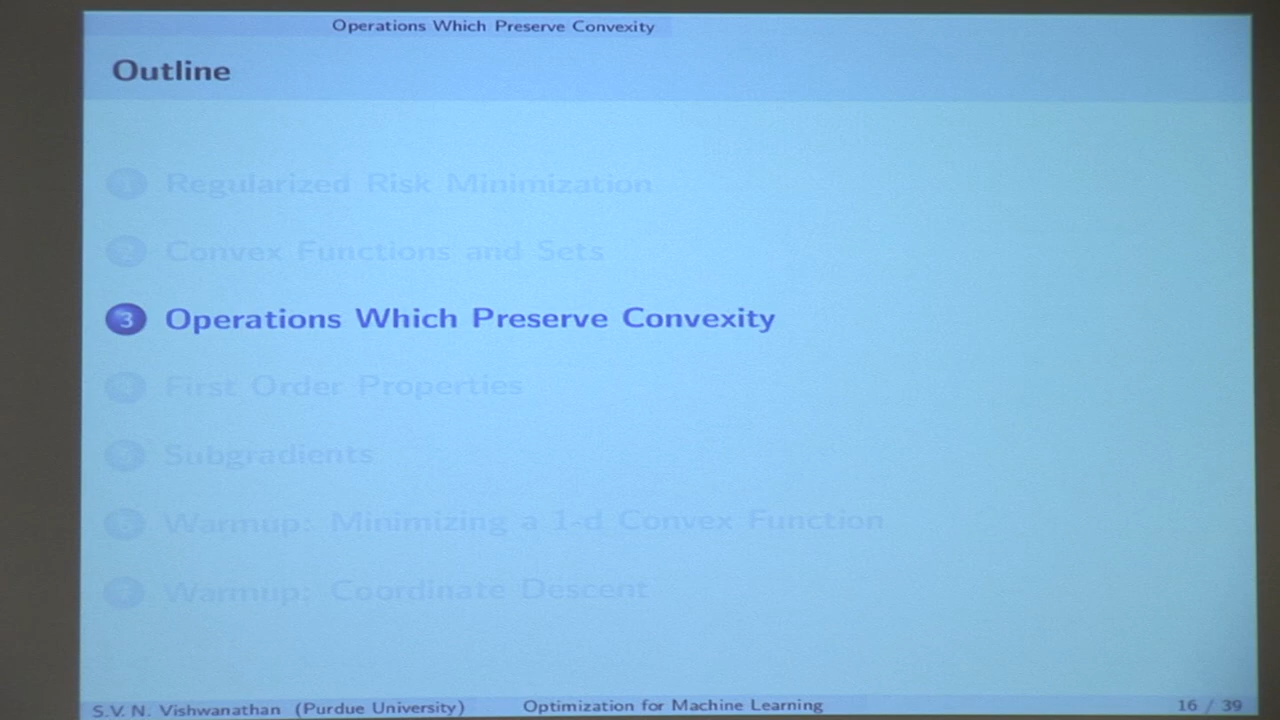 Operations Which Preserve Convexity
Outline
1 Regularized Risk Minimization
2 Convex Functions and Sets
3 Operations Which Preserve Convexity
4 First Order Properties
5 Subgradients
6 Warmup: Minimizing a 1-d Convex Function
7 Warmup: Coordinate Descent
S.V. N. Vishwanathan (Purdue University) Optimization for Machine Learning 16 / 39